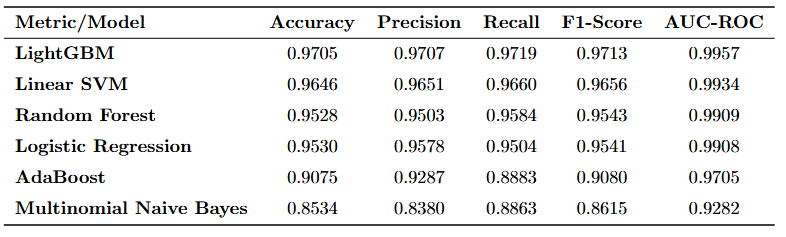 Metric/Model Accuracy Precision Recall F1-Score AUC-ROC
LightGBM 0.9705 0.9707 0.9719 0.9713 0.9957
Linear SVM 0.9646 0.9651 0.9660 0.9656 0.9934
Random Forest 0.9528 0.9503 0.9584 0.9543 0.9909
Logistic Regression 0.9530 0.9578 0.9504 0.9541 0.9908
AdaBoost 0.9075 0.9287 0.8883 0.9080 0.9705
Multinomial Naive Bayes 0.8534 0.8380 0.8863 0.8615 0.9282